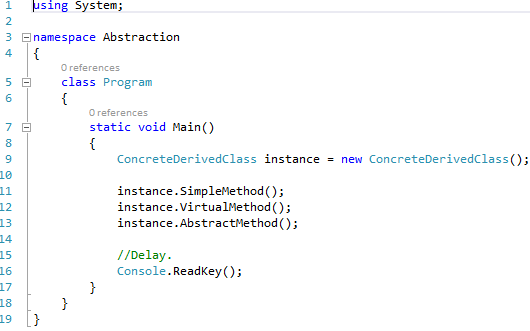 1 using System;
2
3 namespace Abstraction
4 {
0 references
5 class Program
6 {
0 references
7 static void Main()
8 {
9 ConcreteDerivedClass instance = new ConcreteDerivedClass();
10
11 instance.SimpleMethod();
12 instance.VirtualMethod();
13 instance.AbstractMethod();
14
15 //Delay.
16 Console.ReadKey();
17 }
18 }
19 }